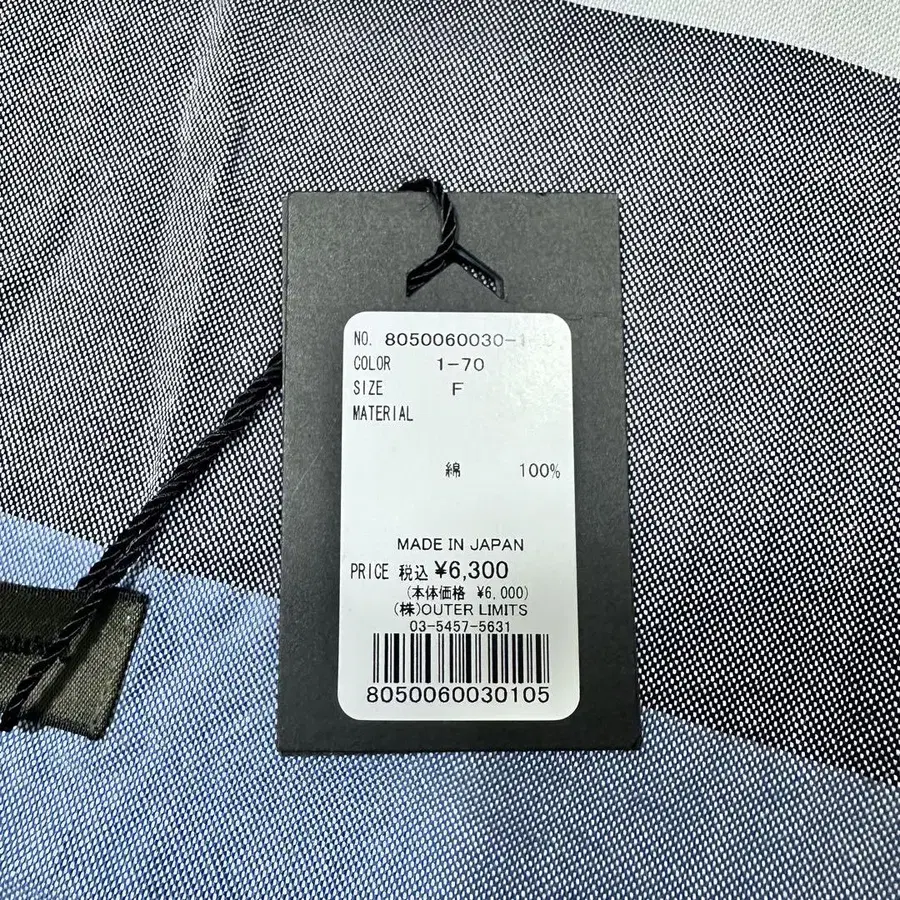 NO. 8050060030-1
COLOR 1-70
SIZE F
MATERIAL
綿 100%
MADE IN JAPAN
PRICE 税込 ¥6,300
(本体価格 ¥6,000)
(株)OUTER LIMITS
03-5457-5631
8050060030105